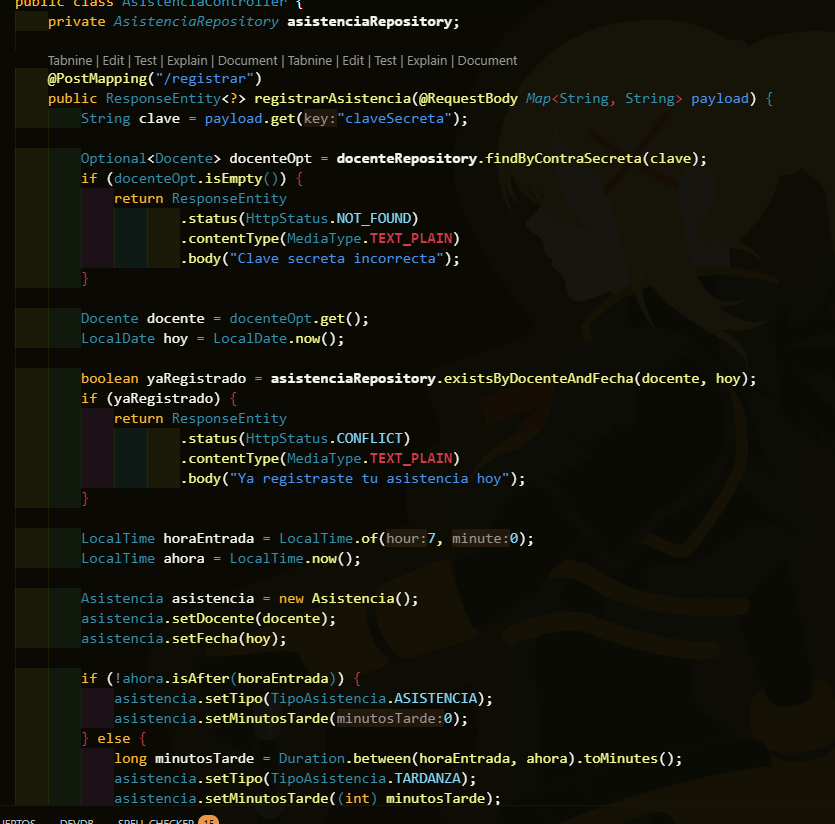 public class AsistenciaController {
private AsistenciaRepository asistenciaRepository;
Tabnine | Edit | Test | Explain | Document | Tabnine | Edit | Test | Explain | Document
@PostMapping("/registrar")
public ResponseEntity<?> registrarAsistencia(@RequestBody Map<String, String> payload) {
String clave = payload.get(key:"claveSecreta");
Optional<Docente> docenteOpt = docenteRepository.findByContraSecreta(clave);
if (docenteOpt.isEmpty()) {
return ResponseEntity
.status(HttpStatus.NOT_FOUND)
.contentType(MediaType.TEXT_PLAIN)
.body("Clave secreta incorrecta");
}
Docente docente = docenteOpt.get();
LocalDate hoy = LocalDate.now();
boolean yaRegistrado = asistenciaRepository.existsByDocenteAndFecha(docente, hoy);
if (yaRegistrado) {
return ResponseEntity
.status(HttpStatus.CONFLICT)
.contentType(MediaType.TEXT_PLAIN)
.body("Ya registraste tu asistencia hoy");
}
LocalTime horaEntrada = LocalTime.of(hour:7, minute:0);
LocalTime ahora = LocalTime.now();
Asistencia asistencia = new Asistencia();
asistencia.setDocente(docente);
asistencia.setFecha(hoy);
if (!ahora.isAfter(horaEntrada)) {
asistencia.setTipo(TipoAsistencia.ASISTENCIA);
asistencia.setMinutosTarde(minutosTarde:0);
} else {
long minutosTarde = Duration.between(horaEntrada, ahora).toMinutes();
asistencia.setTipo(TipoAsistencia.TARDANZA);
asistencia.setMinutosTarde((int) minutosTarde);
DEVDB SPELL CHECKER 15